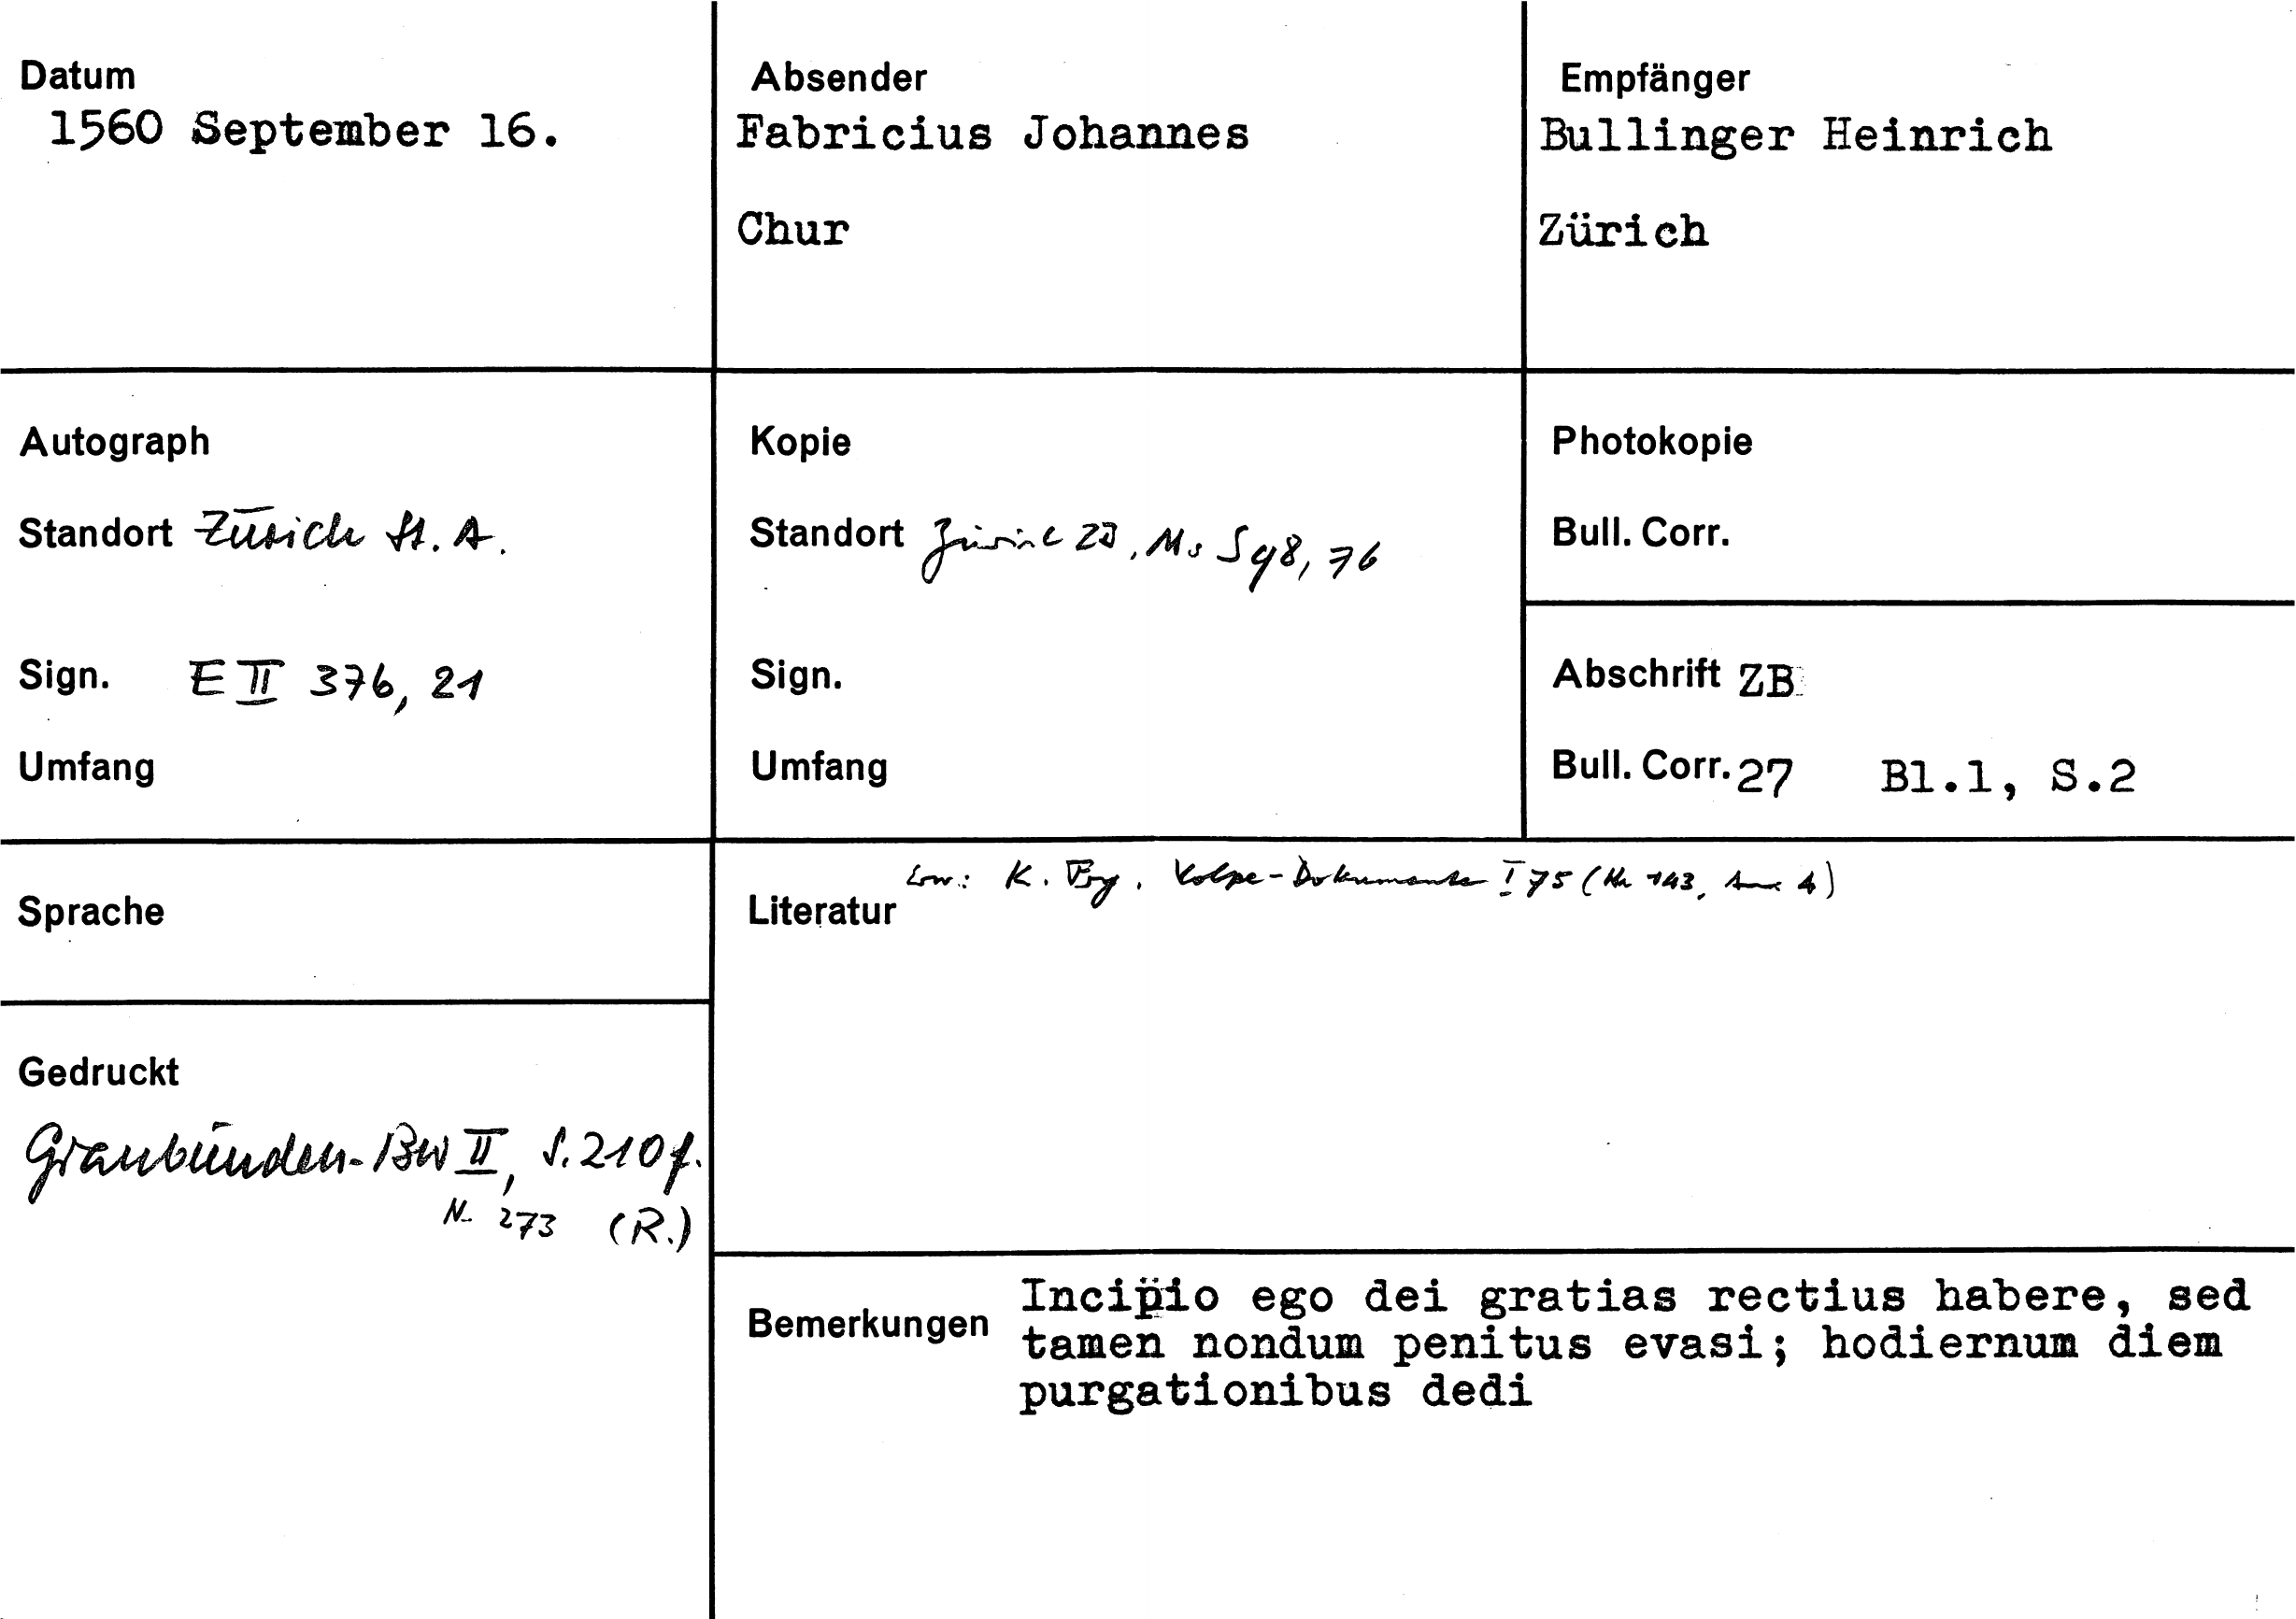 Datum
1560 September 16.
Absender
Fabricius Johannes
Chur
Empfänger
Bullinger Heinrich
Zürich
Autograph
Standort Zürich St. A.
Sign. E II 376, 21
Umfang
Kopie
Standort Zürich ZB, Ms S 98, 76
Sign.
Umfang
Photokopie
Bull. Corr.
Abschrift ZB
Bull. Corr. 27 Bl.1, S.2
Sprache
Literatur Erw.: K. Fry, Volpe-Dokumente I 75 (Nr 143, Anm 4)
Gedruckt
Graubünden-BW II, S. 210 f.
N. 273 (R.)
Bemerkungen Incipio ego dei gratias rectius habere, sed
tamen nondum penitus evasi; hodiernum diem
purgationibus dedi